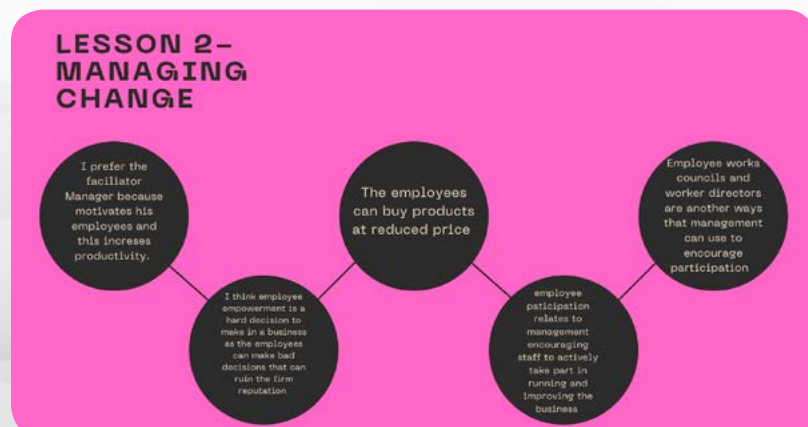 LESSON 2–
MANAGING
CHANGE
I prefer the
faciliator
Manager because
motivates his
employees and
this increses
productivity.
I think employee
empowerment is a
hard decision to
make in a business
as the employees
can make bad
decisions that can
ruin the firm
reputation
The employees
can buy products
at reduced price
employee
paticipation
relates to
management
encouraging
staff to actively
take part in
running and
improving the
business
Employee works
councils and
worker directors
are another ways
that management
can use to
encourage
participation